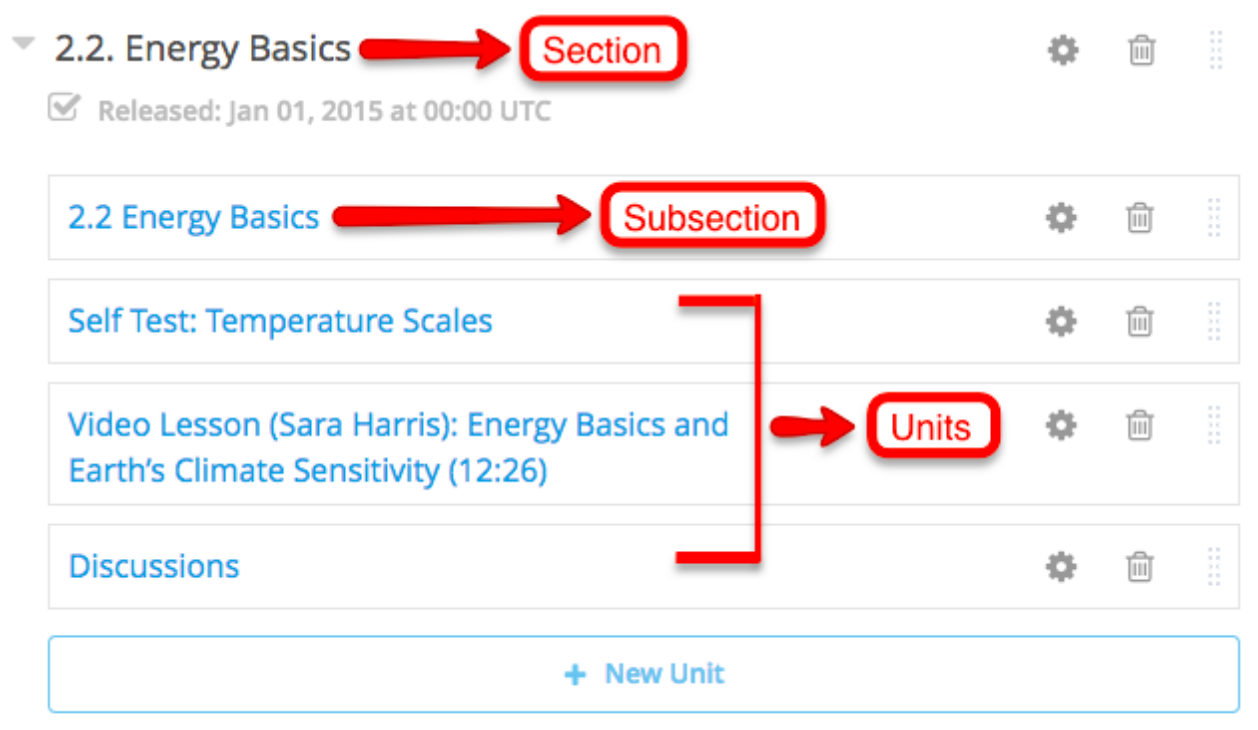 2.2. Energy Basics Section
Released: Jan 01, 2015 at 00:00 UTC
2.2 Energy Basics Subsection
Self Test: Temperature Scales
Video Lesson (Sara Harris): Energy Basics and
Earth’s Climate Sensitivity (12:26)
Units
Discussions
+ New Unit